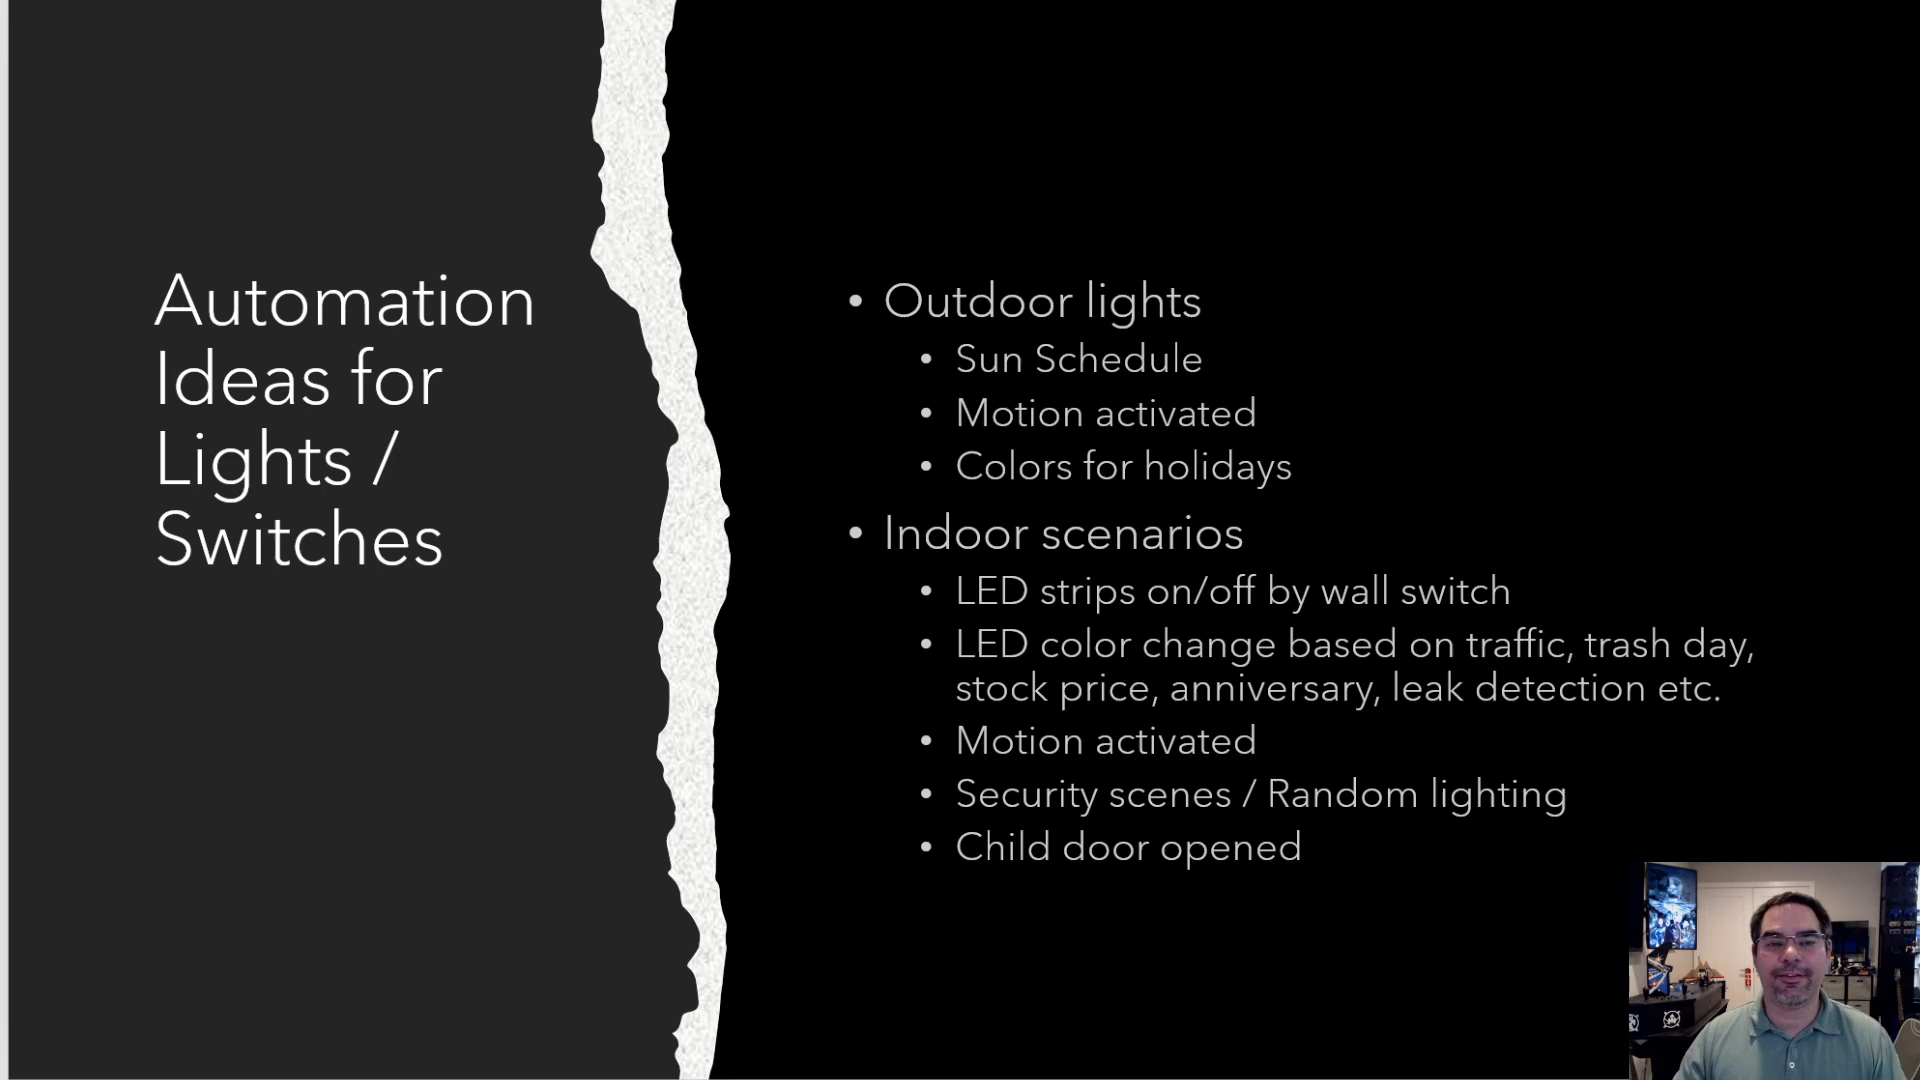 Automation
Ideas for
Lights /
Switches
• Outdoor lights
• Sun Schedule
• Motion activated
• Colors for holidays
• Indoor scenarios
• LED strips on/off by wall switch
• LED color change based on traffic, trash day,
stock price, anniversary, leak detection etc.
• Motion activated
• Security scenes / Random lighting
• Child door opened